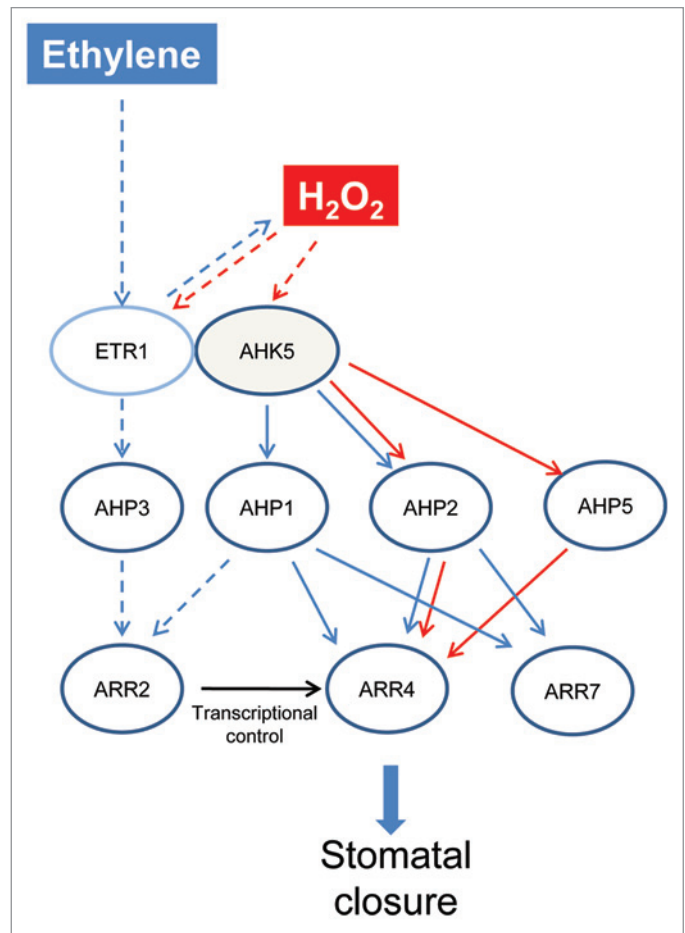 Ethylene
H₂O₂
ETR1
AHK5
AHP3
AHP1
AHP2
AHP5
ARR2
Transcriptional
control
ARR4
ARR7
Stomatal
closure